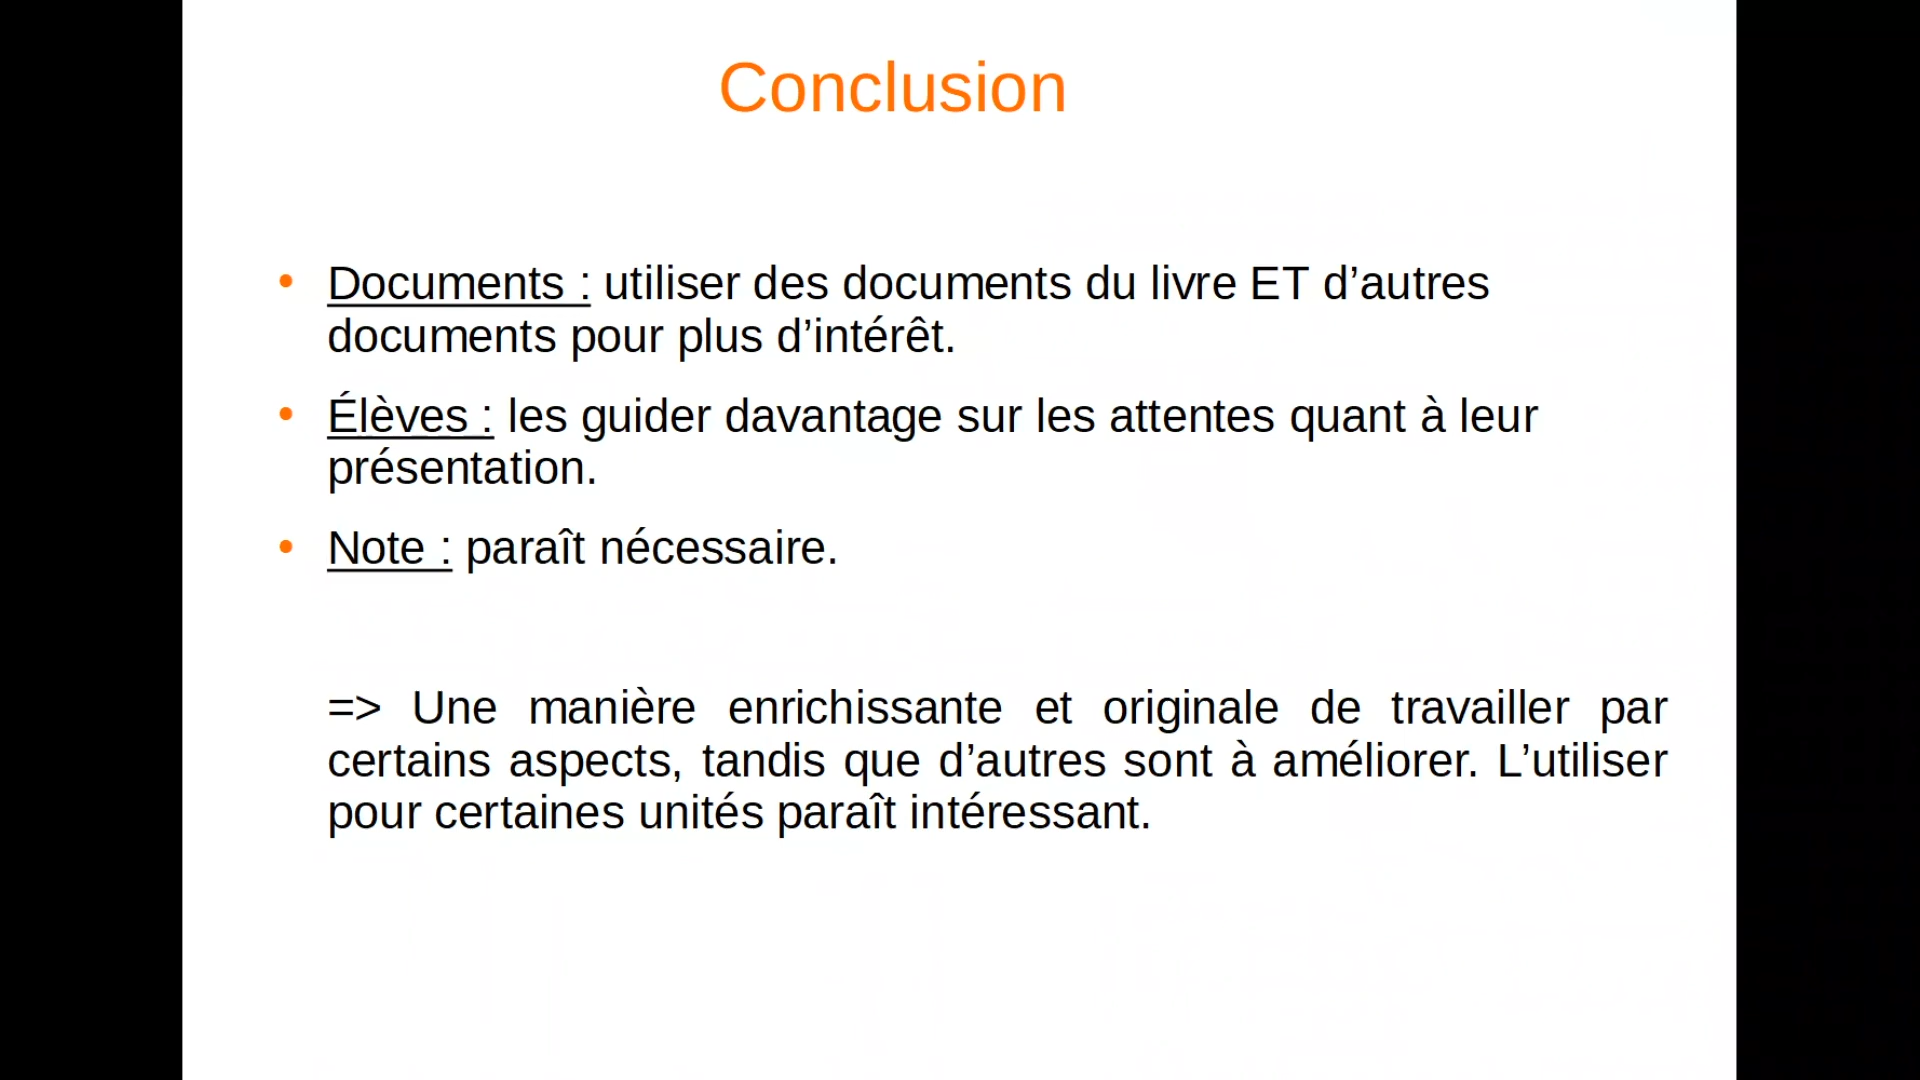 Conclusion
• Documents : utiliser des documents du livre ET d’autres
documents pour plus d’intérêt.
• Élèves : les guider davantage sur les attentes quant à leur
présentation.
• Note : paraît nécessaire.
=> Une manière enrichissante et originale de travailler par
certains aspects, tandis que d’autres sont à améliorer. L’utiliser
pour certaines unités paraît intéressant.